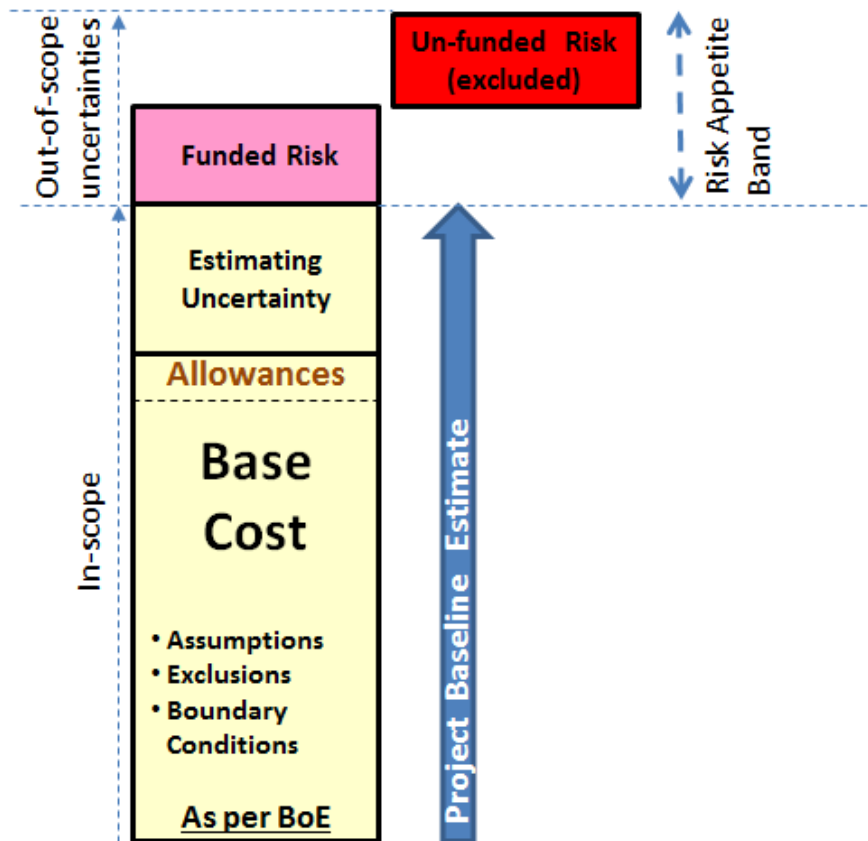 Out-of-scope
uncertainties
Un-funded Risk
(excluded)
Risk Appetite
Band
Funded Risk
Estimating
Uncertainty
Allowances
Base
Cost
• Assumptions
• Exclusions
• Boundary
Conditions
As per BoE
In-scope
Project Baseline Estimate